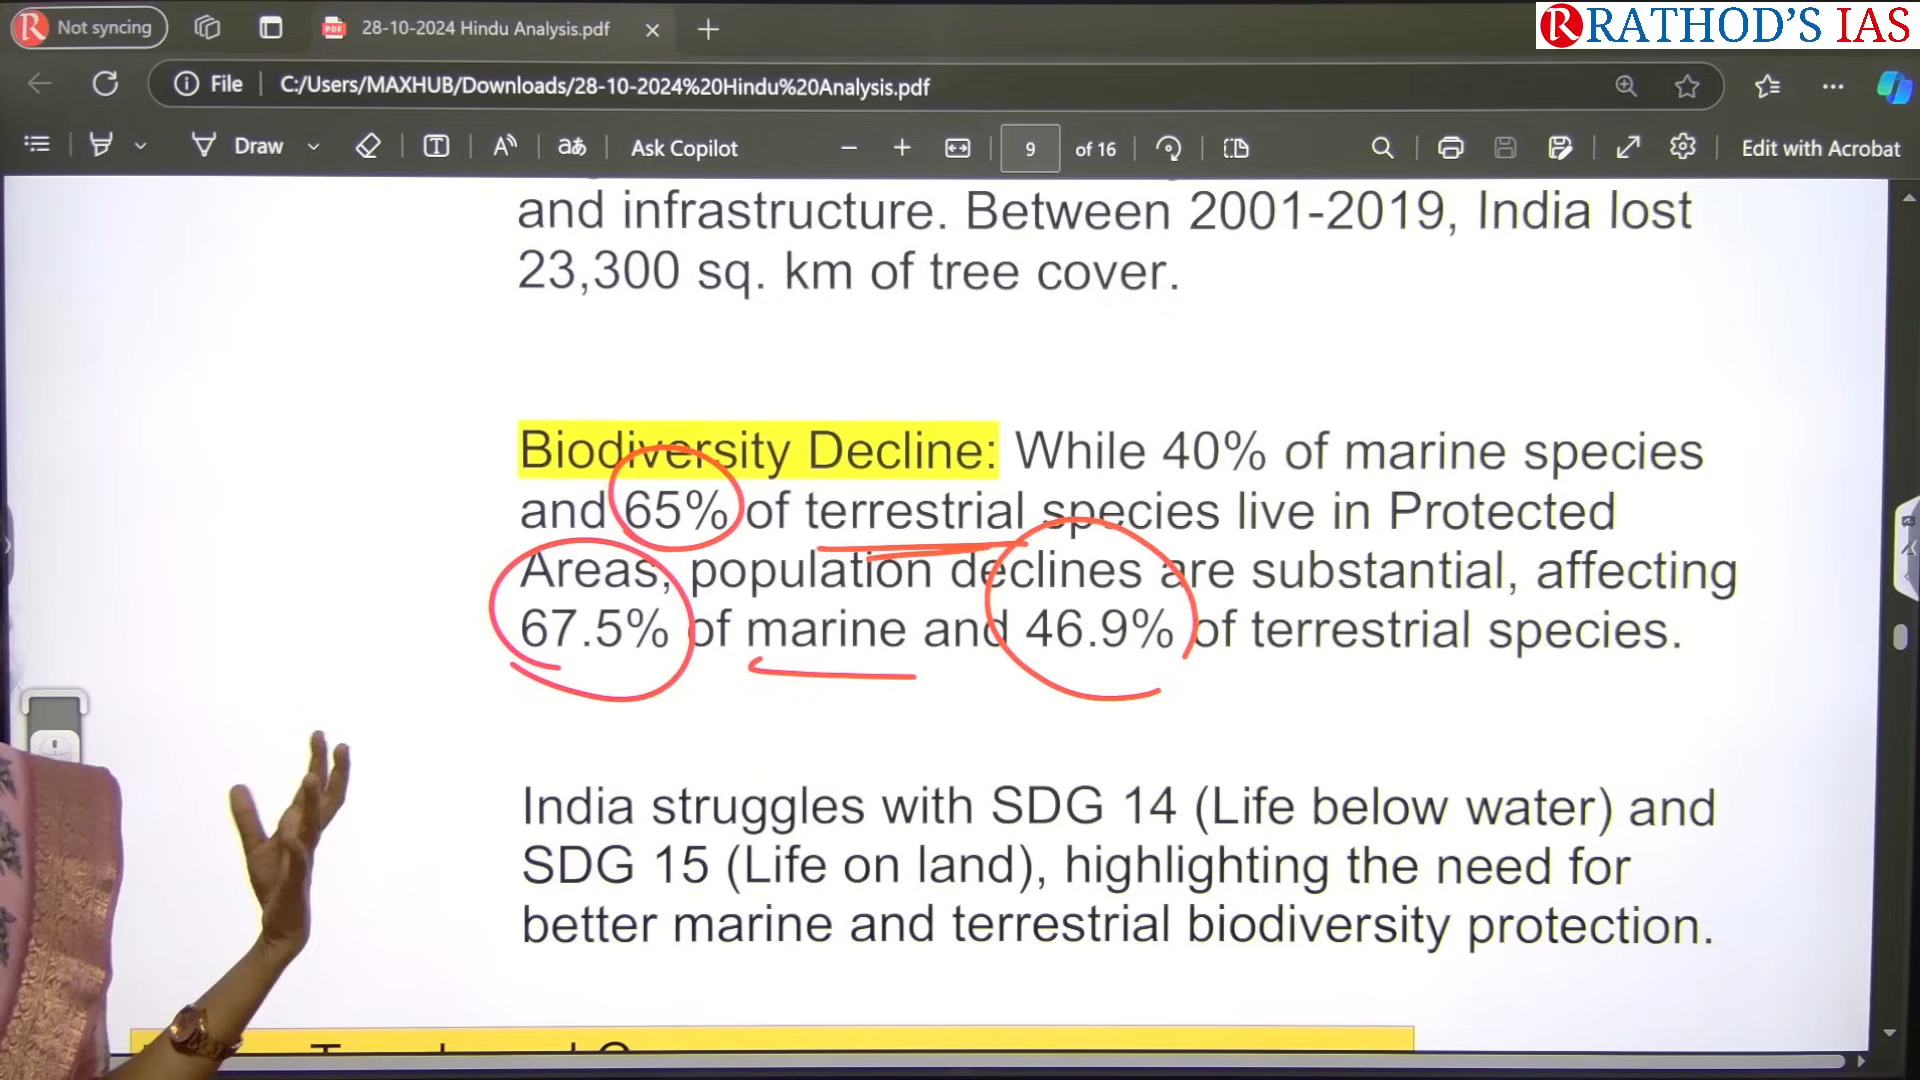 Not syncing
28-10-2024 Hindu Analysis.pdf
RATHOD'S IAS
File
C:/Users/MAXHUB/Downloads/28-10-2024%20Hindu%20Analysis.pdf
Draw
Ask Copilot
9 of 16
Edit with Acrobat
and infrastructure. Between 2001-2019, India lost
23,300 sq. km of tree cover.
Biodiversity Decline: While 40% of marine species
and 65% of terrestrial species live in Protected
Areas, population declines are substantial, affecting
67.5% of marine and 46.9% of terrestrial species.
India struggles with SDG 14 (Life below water) and
SDG 15 (Life on land), highlighting the need for
better marine and terrestrial biodiversity protection.